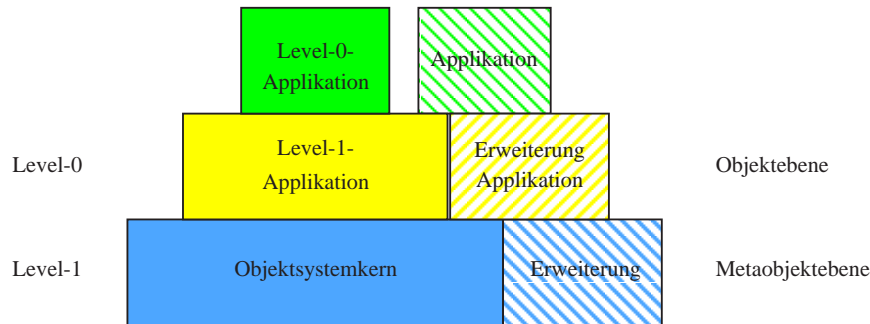 Level-0-
Applikation
Applikation
Level-0
Level-1-
Applikation
Erweiterung
Applikation
Objektebene
Level-1
Objektsystemkern
Erweiterung
Metaobjektebene